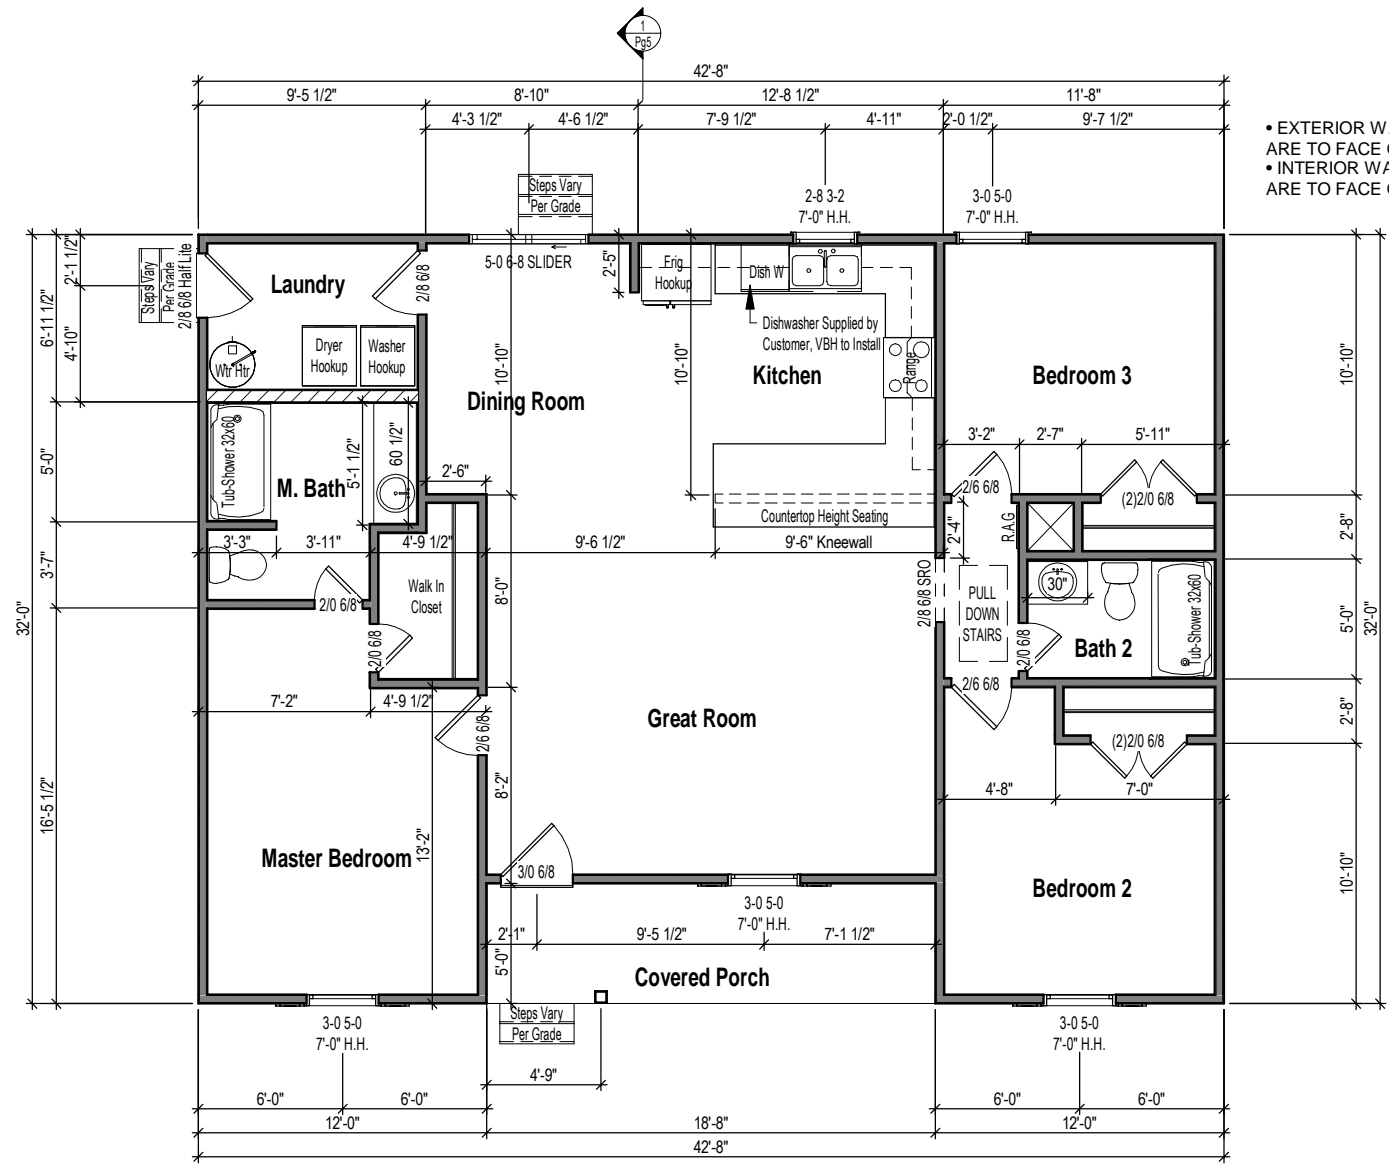 1
Pg5
42'-8"
9'-5 1/2"
8'-10"
12'-8 1/2"
11'-8"
4'-3 1/2"
4'-6 1/2"
7'-9 1/2"
4'-11"
2'-0 1/2"
9'-7 1/2"
• EXTERIOR WA
ARE TO FACE O
• INTERIOR WA
ARE TO FACE O
Steps Vary
Per Grade
2-8 3-2
7'-0" H.H.
3-0 5-0
7'-0" H.H.
5-0 6-8 SLIDER
2'-5"
2'-1 1/2"
6'-11 1/2"
4'-10"
Steps Vary
Per Grade
2/8 6/8 Half Lite
Laundry
2/8 6/8
Dryer
Hookup
Washer
Hookup
Wtr Htr
Frig
Hookup
Dish W
Dishwasher Supplied by
Customer, VBH to Install
Range
Kitchen
Dining Room
10'-10"
10'-10"
Bedroom 3
10'-10"
3'-2"
2'-7"
5'-11"
2/6 6/8
(2)2/0 6/8
Tub-Shower 32x60
M. Bath
5'-1 1/2"
60 1/2"
2'-6"
5'-0"
3'-3"
3'-11"
4'-9 1/2"
9'-6 1/2"
9'-6" Kneewall
Countertop Height Seating
2'-4"
R.A.G
2'-8"
3'-7"
2/0 6/8
Walk In
Closet
8'-0"
2/0 6/8
2/8 6/8 SRO
PULL
DOWN
STAIRS
30"
2/0 6/8
Bath 2
Tub-Shower 32x60
5'-0"
32'-0"
32'-0"
2/6 6/8
7'-2"
4'-9 1/2"
2/6 6/8
Great Room
(2)2/0 6/8
2'-8"
4'-8"
7'-0"
8'-2"
16'-5 1/2"
13'-2"
Master Bedroom
3/0 6/8
3-0 5-0
7'-0" H.H.
Bedroom 2
10'-10"
2'-1"
9'-5 1/2"
7'-1 1/2"
5'-0"
Covered Porch
Steps Vary
Per Grade
3-0 5-0
7'-0" H.H.
3-0 5-0
7'-0" H.H.
4'-9"
6'-0"
6'-0"
6'-0"
6'-0"
12'-0"
18'-8"
12'-0"
42'-8"